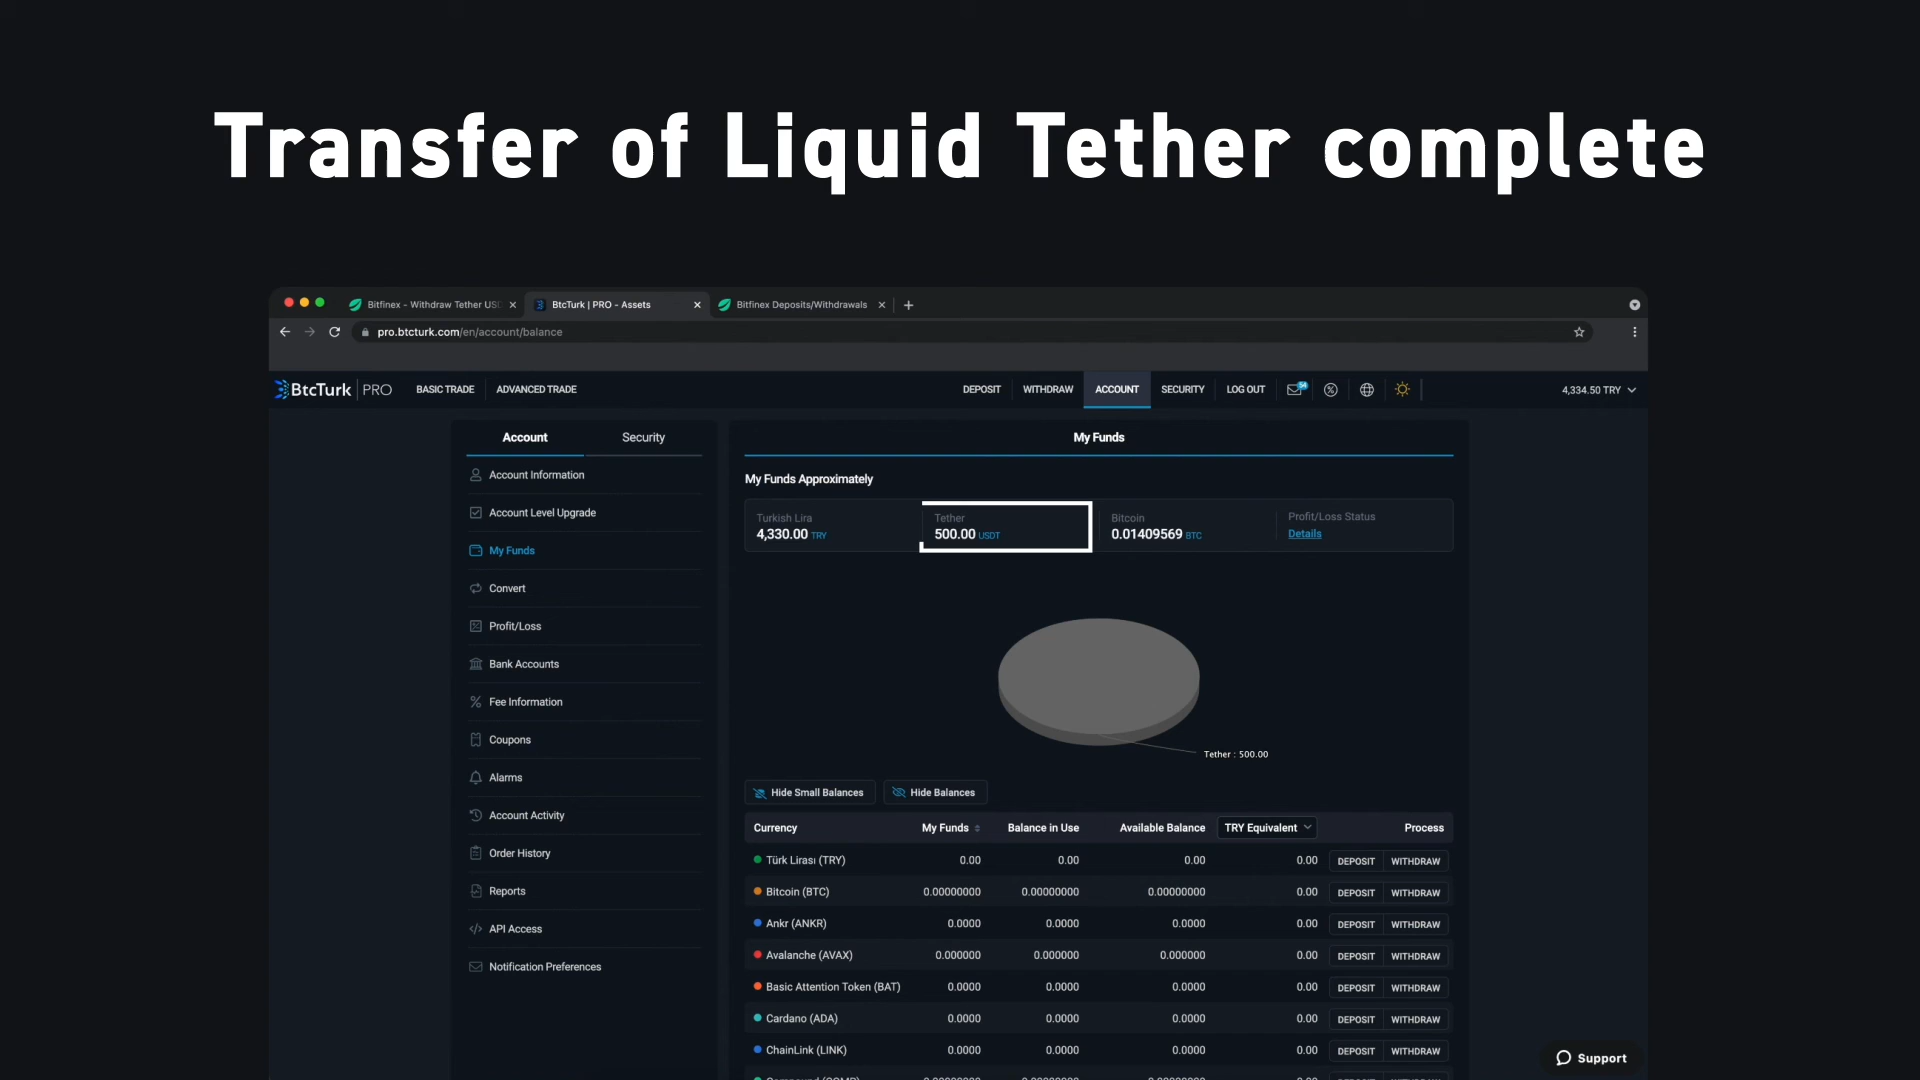 Transfer of Liquid Tether complete
Bitfinex - Withdraw Tether US
BtcTurk | PRO - Assets
Bitfinex Deposits/Withdrawals
pro.btcturk.com/en/account/balance
BtcTurk | PRO
BASIC TRADE
ADVANCED TRADE
DEPOSIT
WITHDRAW
ACCOUNT
SECURITY
LOG OUT
54
4,334.50 TRY
Account
Security
Account Information
Account Level Upgrade
My Funds
Convert
Profit/Loss
Bank Accounts
Fee Information
Coupons
Alarms
Account Activity
Order History
Reports
API Access
Notification Preferences
My Funds
My Funds Approximately
Turkish Lira
4,330.00 TRY
Tether
500.00 USDT
Bitcoin
0.01409569 BTC
Profit/Loss Status
Details
Tether : 500.00
Hide Small Balances
Hide Balances
Currency My Funds Balance in Use Available Balance TRY Equivalent Process
Türk Lirası (TRY) 0.00 0.00 0.00 0.00 DEPOSIT WITHDRAW
Bitcoin (BTC) 0.00000000 0.00000000 0.00000000 0.00 DEPOSIT WITHDRAW
Ankr (ANKR) 0.0000 0.0000 0.0000 0.00 DEPOSIT WITHDRAW
Avalanche (AVAX) 0.000000 0.000000 0.000000 0.00 DEPOSIT WITHDRAW
Basic Attention Token (BAT) 0.0000 0.0000 0.0000 0.00 DEPOSIT WITHDRAW
Cardano (ADA) 0.0000 0.0000 0.0000 0.00 DEPOSIT WITHDRAW
ChainLink (LINK) 0.0000 0.0000 0.0000 0.00 DEPOSIT WITHDRAW
Support